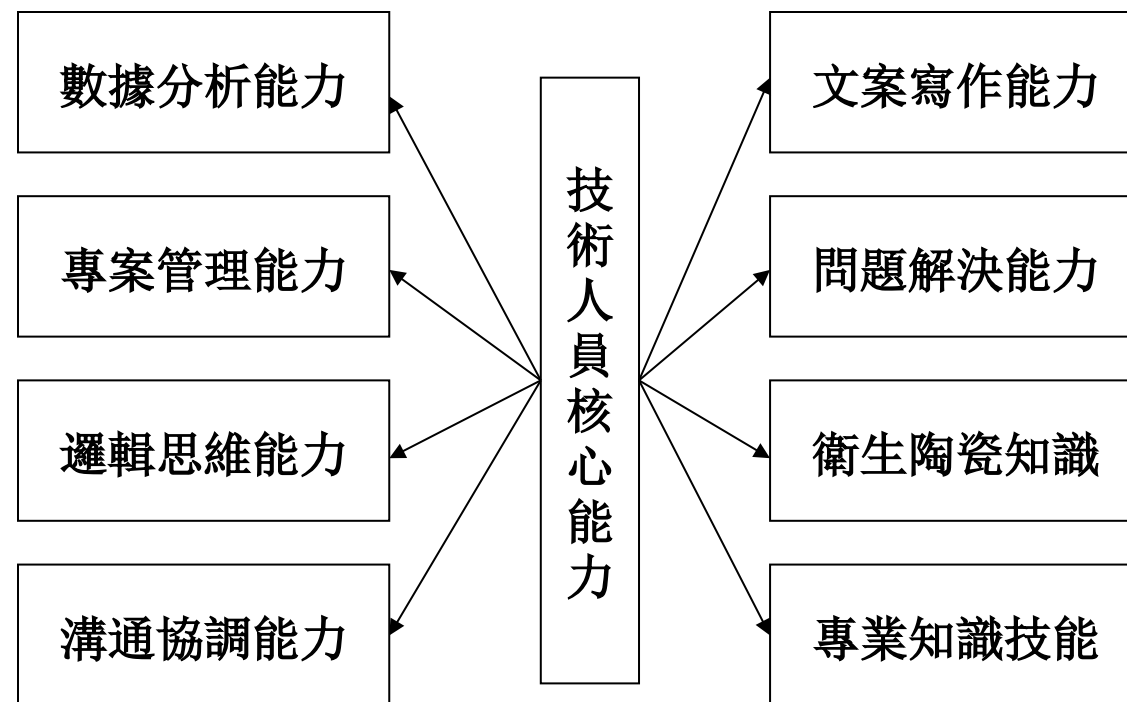 數據分析能力
專案管理能力
邏輯思維能力
溝通協調能力
技術人員核心能力
文案寫作能力
問題解決能力
衛生陶瓷知識
專業知識技能